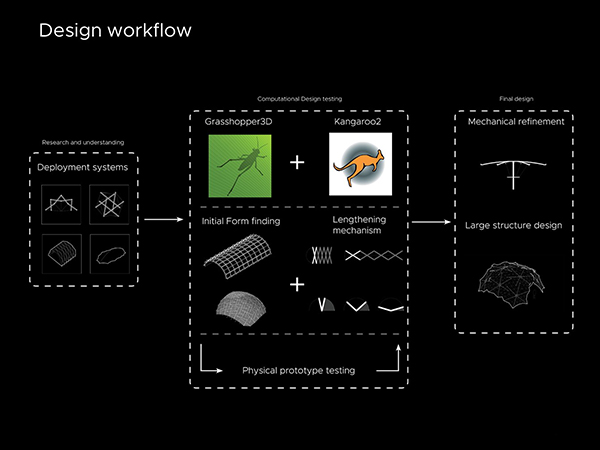 Design workflow
Research and understanding
Deployment systems
Computational Design testing
Grasshopper3D
Kangaroo2
Initial Form finding
Lengthening
mechanism
Physical prototype testing
Final design
Mechanical refinement
Large structure design